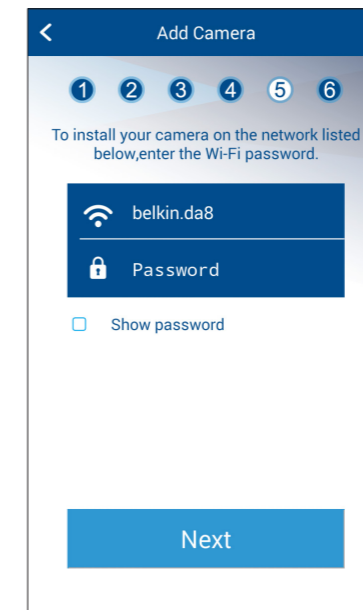 Add Camera
1 2 3 4 5 6
To install your camera on the network listed
below,enter the Wi-Fi password.
belkin.da8
Password
Show password
Next